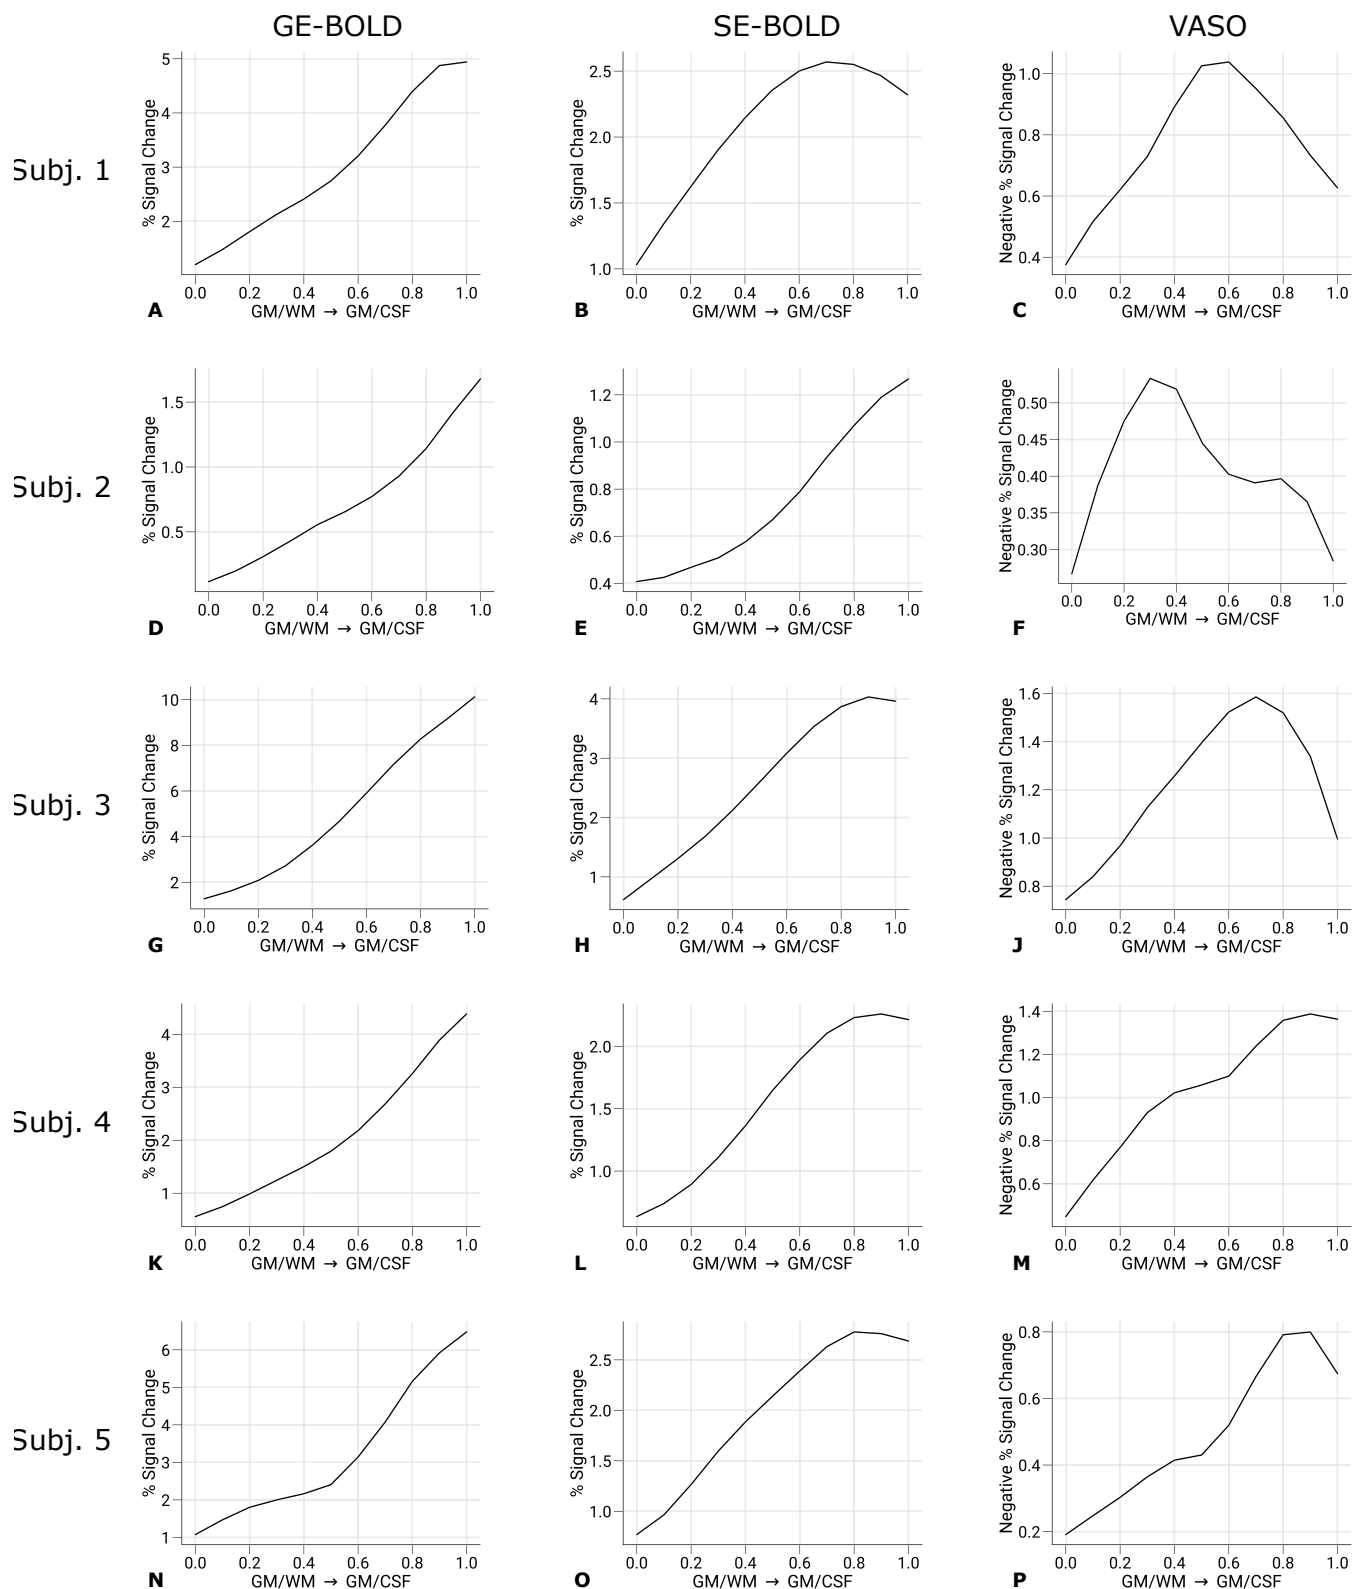 GE-BOLD SE-BOLD VASO
Subj. 1
% Signal Change
5
4
3
2
0.0 0.2 0.4 0.6 0.8 1.0
A GM/WM → GM/CSF
% Signal Change
2.5
2.0
1.5
1.0
0.0 0.2 0.4 0.6 0.8 1.0
B GM/WM → GM/CSF
Negative % Signal Change
1.0
0.8
0.6
0.4
0.0 0.2 0.4 0.6 0.8 1.0
C GM/WM → GM/CSF
Subj. 2
% Signal Change
1.5
1.0
0.5
0.0 0.2 0.4 0.6 0.8 1.0
D GM/WM → GM/CSF
% Signal Change
1.2
1.0
0.8
0.6
0.4
0.0 0.2 0.4 0.6 0.8 1.0
E GM/WM → GM/CSF
Negative % Signal Change
0.50
0.45
0.40
0.35
0.30
0.0 0.2 0.4 0.6 0.8 1.0
F GM/WM → GM/CSF
Subj. 3
% Signal Change
10
8
6
4
2
0.0 0.2 0.4 0.6 0.8 1.0
G GM/WM → GM/CSF
% Signal Change
4
3
2
1
0.0 0.2 0.4 0.6 0.8 1.0
H GM/WM → GM/CSF
Negative % Signal Change
1.6
1.4
1.2
1.0
0.8
0.0 0.2 0.4 0.6 0.8 1.0
J GM/WM → GM/CSF
Subj. 4
% Signal Change
4
3
2
1
0.0 0.2 0.4 0.6 0.8 1.0
K GM/WM → GM/CSF
% Signal Change
2.0
1.5
1.0
0.0 0.2 0.4 0.6 0.8 1.0
L GM/WM → GM/CSF
Negative % Signal Change
1.4
1.2
1.0
0.8
0.6
0.0 0.2 0.4 0.6 0.8 1.0
M GM/WM → GM/CSF
Subj. 5
% Signal Change
6
5
4
3
2
1
0.0 0.2 0.4 0.6 0.8 1.0
N GM/WM → GM/CSF
% Signal Change
2.5
2.0
1.5
1.0
0.0 0.2 0.4 0.6 0.8 1.0
O GM/WM → GM/CSF
Negative % Signal Change
0.8
0.6
0.4
0.2
0.0 0.2 0.4 0.6 0.8 1.0
P GM/WM → GM/CSF